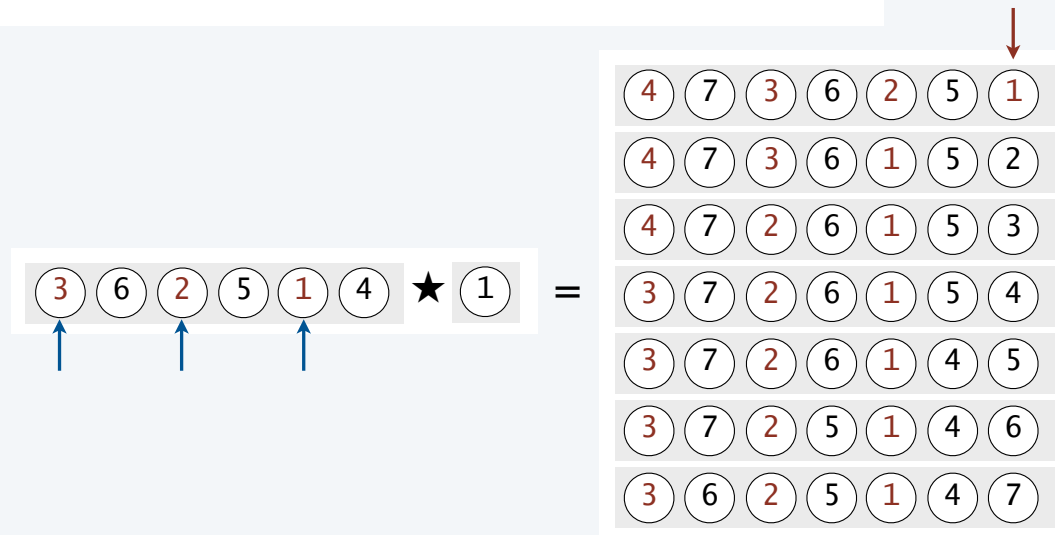 4 7 3 6 2 5 1
4 7 3 6 1 5 2
4 7 2 6 1 5 3
3 6 2 5 1 4 ★ 1 =
3 7 2 6 1 5 4
3 7 2 6 1 4 5
3 7 2 5 1 4 6
3 6 2 5 1 4 7